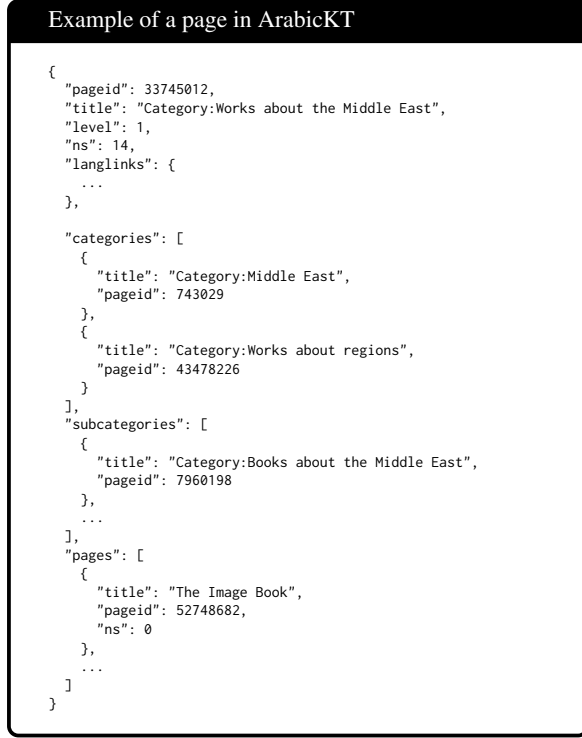 Example of a page in ArabicKT
{
"pageid": 33745012,
"title": "Category:Works about the Middle East",
"level": 1,
"ns": 14,
"langlinks": {
...
},
"categories": [
{
"title": "Category:Middle East",
"pageid": 743029
},
{
"title": "Category:Works about regions",
"pageid": 43478226
}
],
"subcategories": [
{
"title": "Category:Books about the Middle East",
"pageid": 7960198
},
...
],
"pages": [
{
"title": "The Image Book",
"pageid": 52748682,
"ns": 0
},
...
]
}